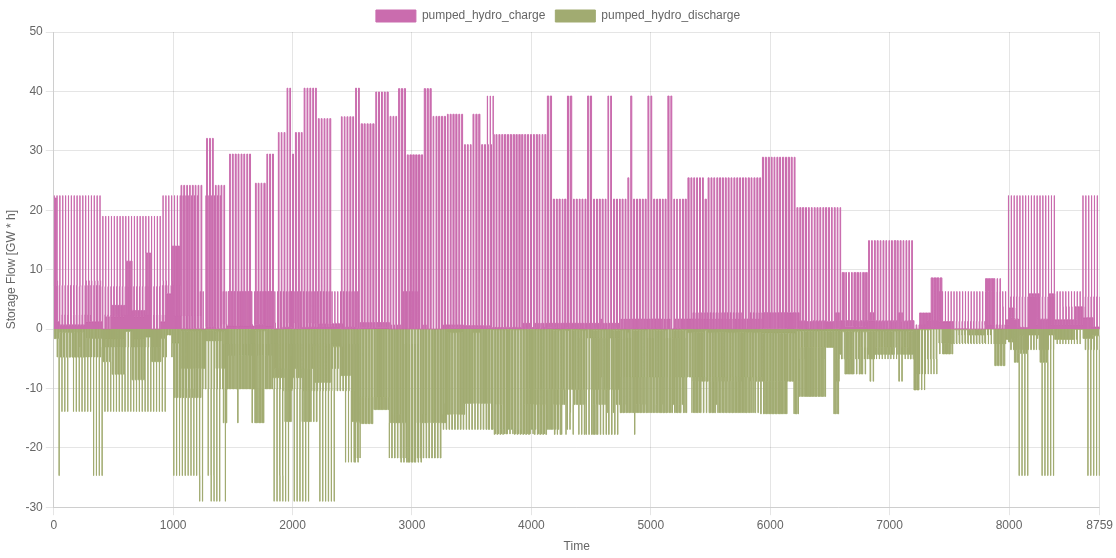 pumped_hydro_charge pumped_hydro_discharge
50
40
30
20
10
0
-10
-20
-30
Storage Flow [GW * h]
0 1000 2000 3000 4000 5000 6000 7000 8000 8759
Time